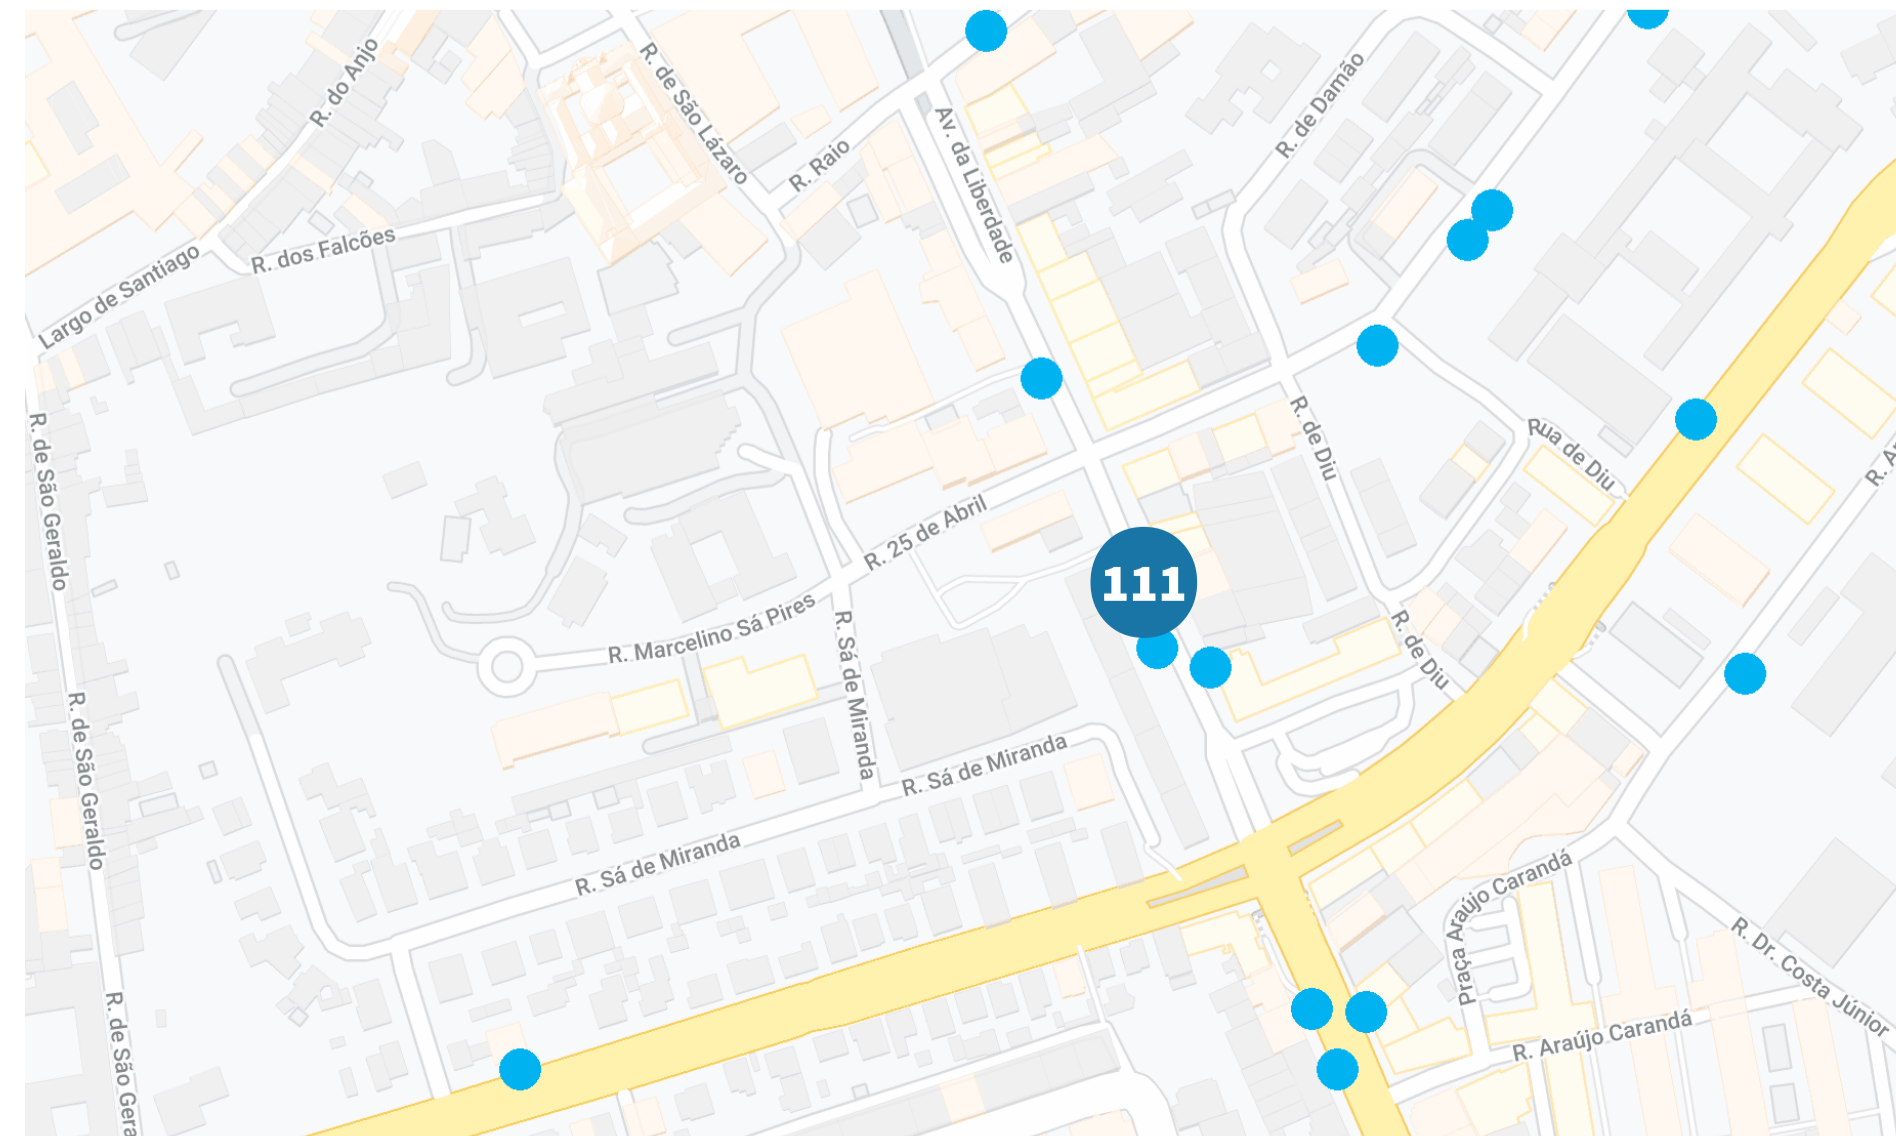 R. do Anjo
R. de São Lázaro
R. Raio
Av. da Liberdade
R. de Damão
R. dos Falcões
Largo de Santiago
R. de São Geraldo
R. de Diu
Rua de Diu
R. A
R. 25 de Abril
111
R. Marcelino Sá Pires
R. Sá de Miranda
R. de Diu
R. de São Geraldo
R. Sá de Miranda
R. Sá de Miranda
Praça Araújo Carandá
R. Dr. Costa Júnior
R. Araújo Carandá
R. de São Gera